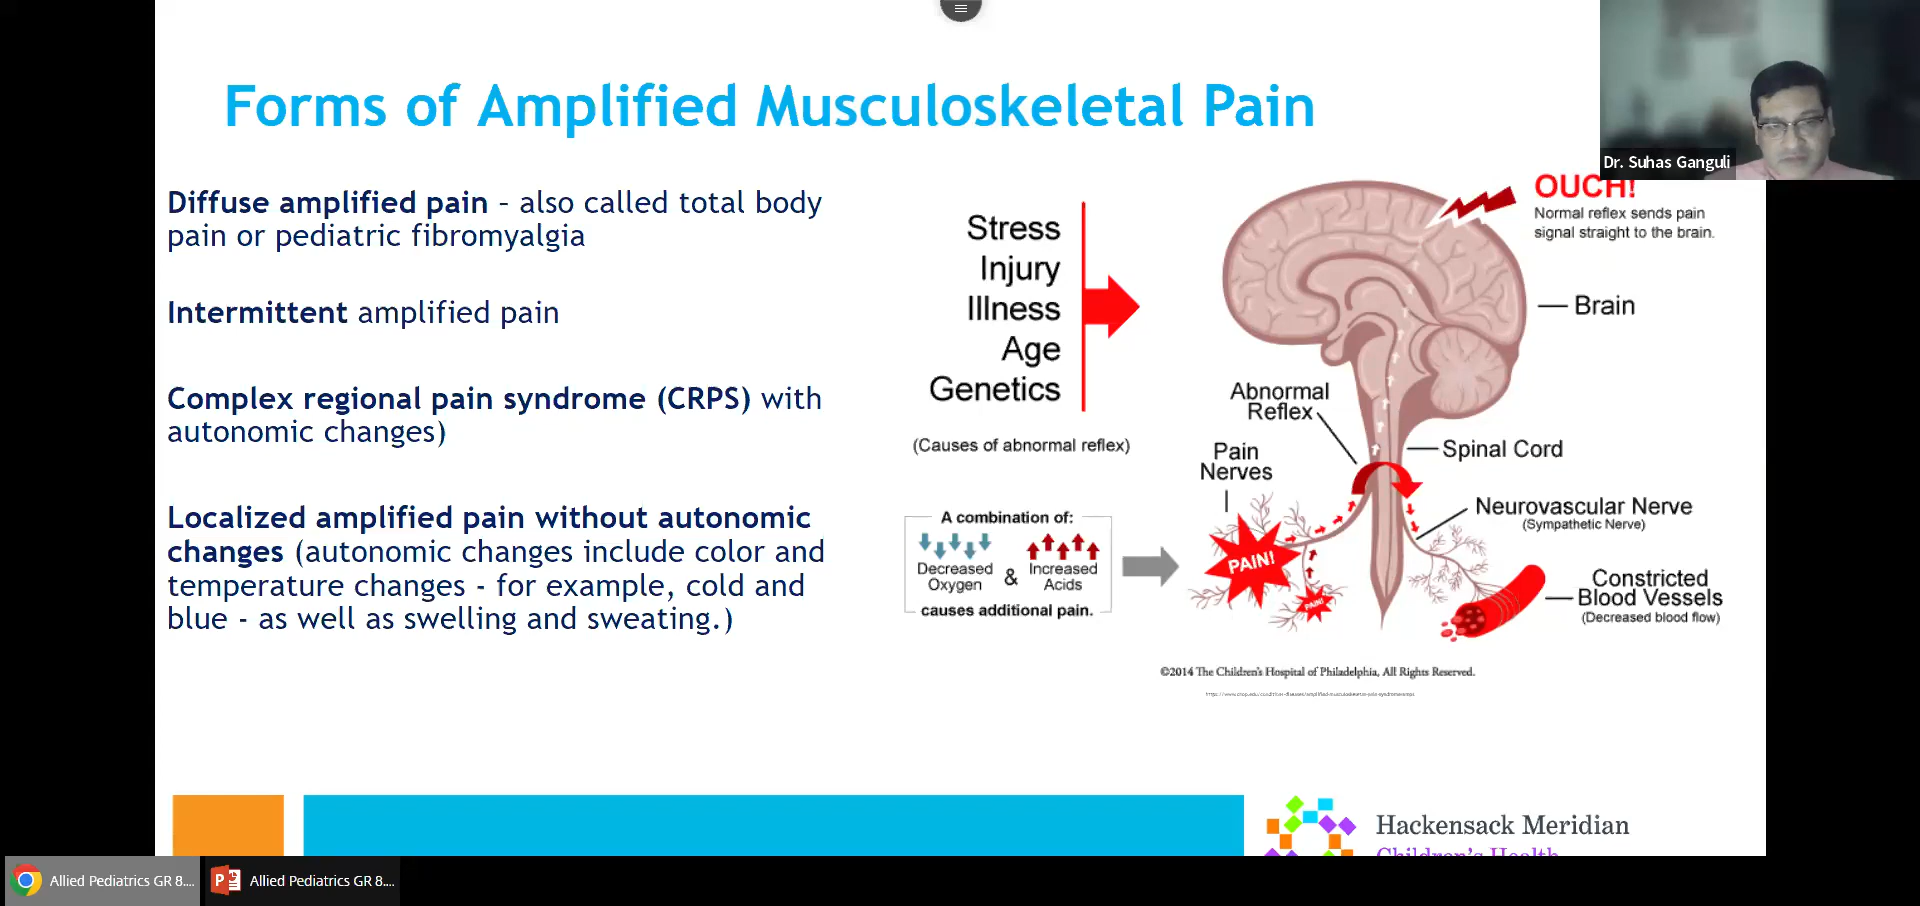 Forms of Amplified Musculoskeletal Pain
Dr. Suhas Ganguli
Diffuse amplified pain – also called total body
pain or pediatric fibromyalgia
Intermittent amplified pain
Complex regional pain syndrome (CRPS) with
autonomic changes)
Localized amplified pain without autonomic
changes (autonomic changes include color and
temperature changes - for example, cold and
blue - as well as swelling and sweating.)
Stress
Injury
Illness
Age
Genetics
(Causes of abnormal reflex)
A combination of:
Decreased
Oxygen
&
Increased
Acids
causes additional pain.
OUCH!
Normal reflex sends pain
signal straight to the brain.
Brain
Abnormal
Reflex
Spinal Cord
Pain
Nerves
Neurovascular Nerve
(Sympathetic Nerve)
PAIN!
PAIN!
Constricted
Blood Vessels
(Decreased blood flow)
©2014 The Children's Hospital of Philadelphia, All Rights Reserved.
Hackensack Meridian
Children's Health
Allied Pediatrics GR 8....
Allied Pediatrics GR 8....